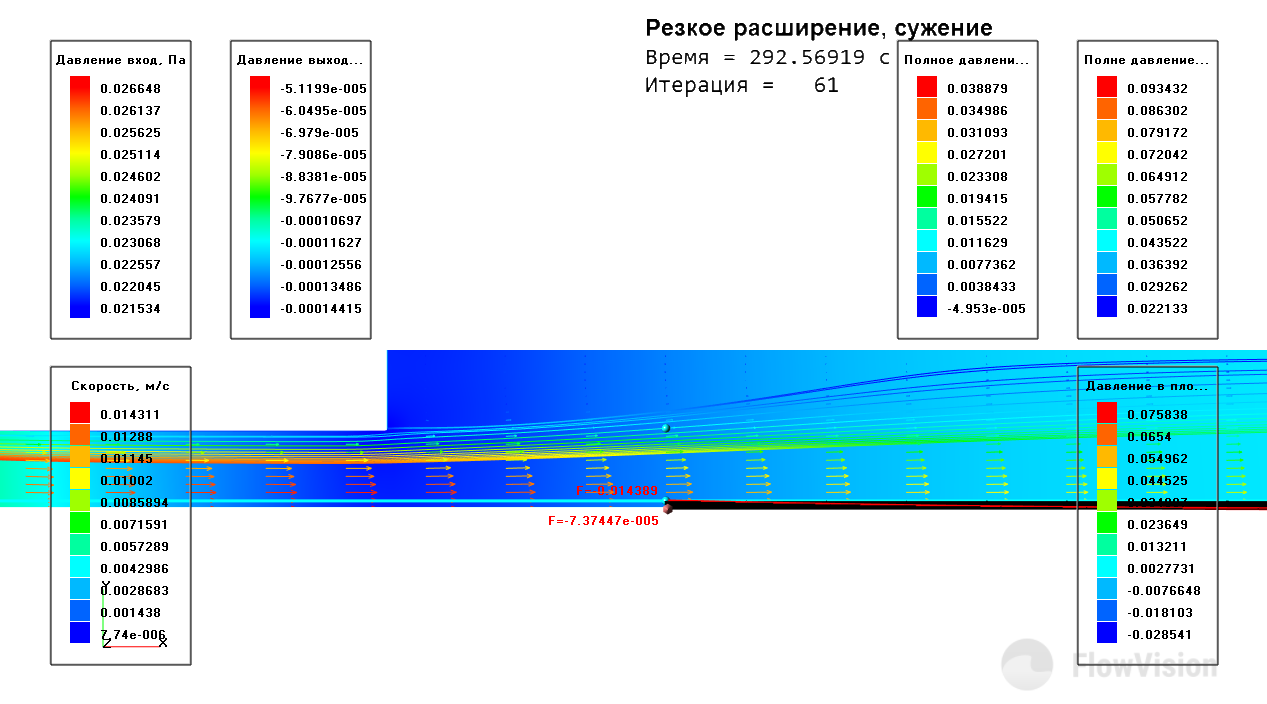 Резкое расширение, сужение
Время = 292.56919 с
Итерация = 61
Давление вход, Па
0.026648
0.026137
0.025625
0.025114
0.024602
0.024091
0.023579
0.023068
0.022557
0.022045
0.021534
Давление выход...
-5.1199e-005
-6.0495e-005
-6.979e-005
-7.9086e-005
-8.8381e-005
-9.7677e-005
-0.00010697
-0.00011627
-0.00012556
-0.00013486
-0.00014415
Полное давлени...
0.038879
0.034986
0.031093
0.027201
0.023308
0.019415
0.015522
0.011629
0.0077362
0.0038433
-4.953e-005
Полне давление...
0.093432
0.086302
0.079172
0.072042
0.064912
0.057782
0.050652
0.043522
0.036392
0.029262
0.022133
Скорость, м/с
0.014311
0.01288
0.01145
0.01002
0.0085894
0.0071591
0.0057289
0.0042986
0.0028683
0.001438
7.74e-006
Y
Z
X
F=-7.37447e-005
Давление в пло...
0.075838
0.0654
0.054962
0.044525
0.023649
0.013211
0.0027731
-0.0076648
-0.018103
-0.028541
FlowVision